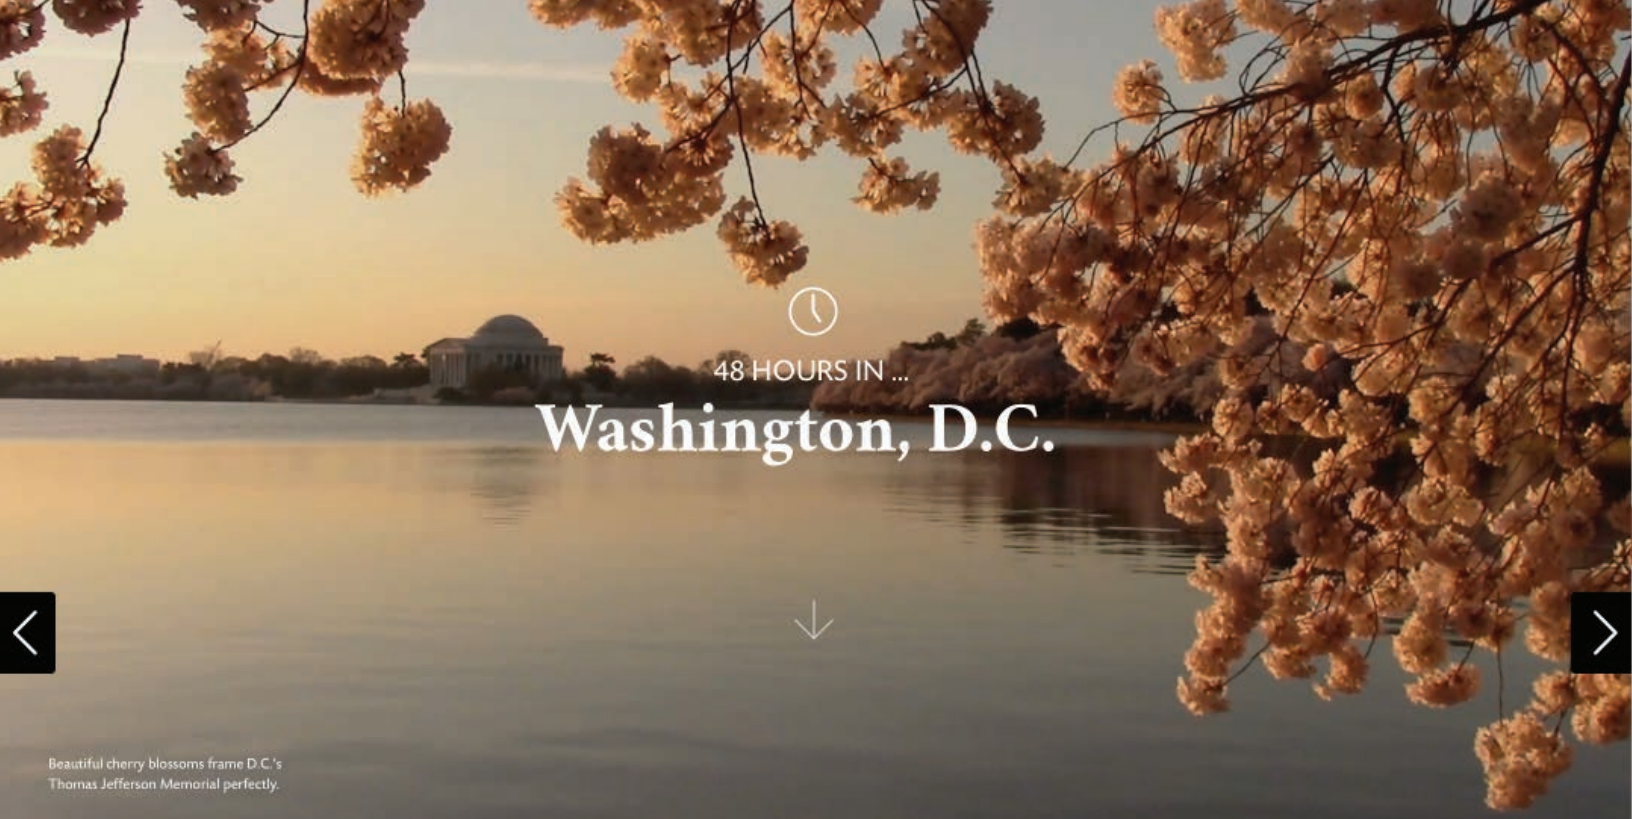 48 HOURS IN ...
Washington, D.C.
Beautiful cherry blossoms frame D.C.'s
Thomas Jefferson Memorial perfectly.